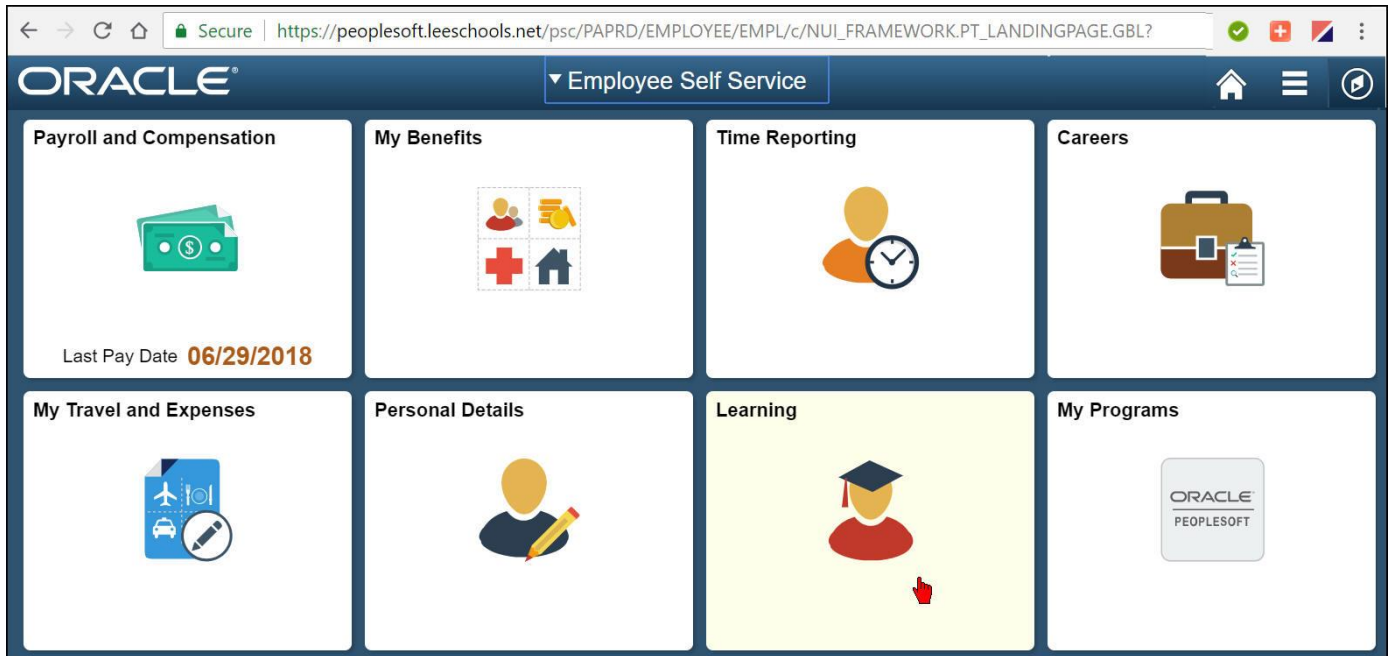 Secure | https://peoplesoft.leeschools.net/psc/PAPRD/EMPLOYEE/EMPL/c/NUI_FRAMEWORK.PT_LANDINGPAGE.GBL?
ORACLE®
Employee Self Service
Payroll and Compensation
My Benefits
Time Reporting
Careers
$
Last Pay Date 06/29/2018
My Travel and Expenses
Personal Details
Learning
My Programs
ORACLE
PEOPLESOFT